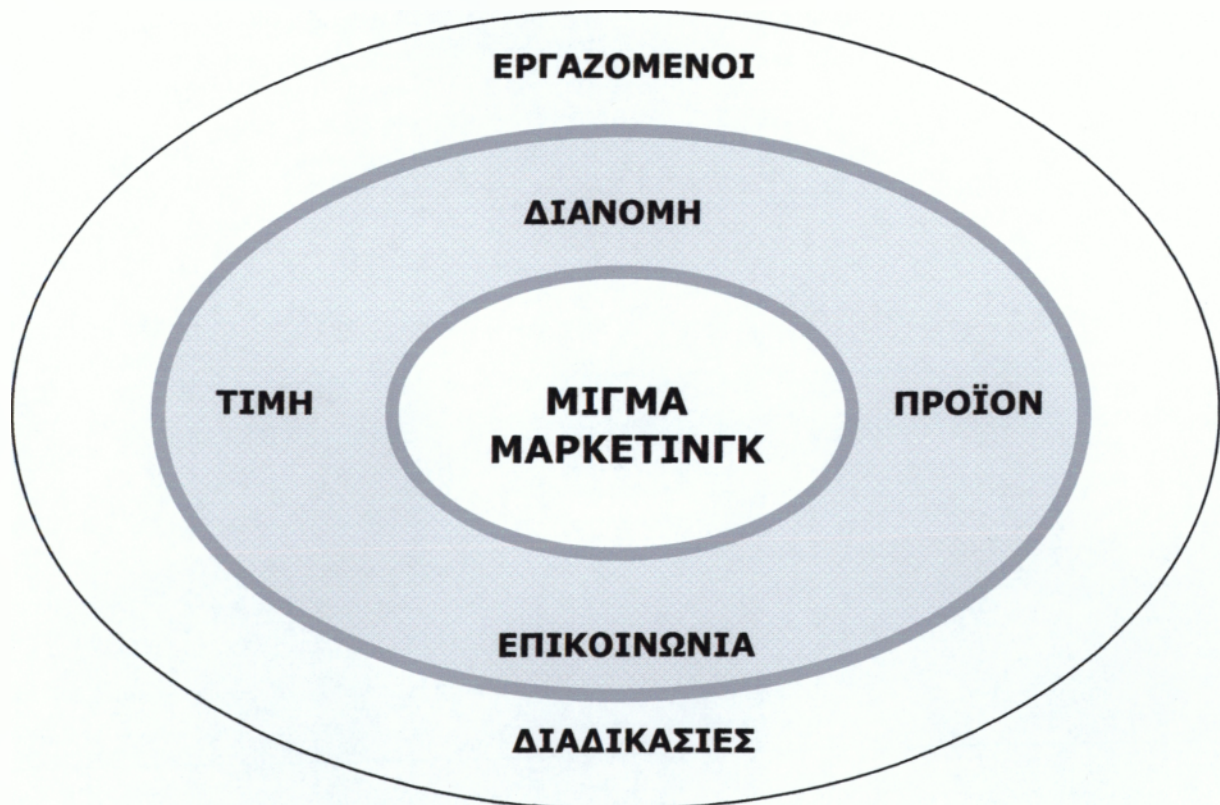 ΕΡΓΑΖΟΜΕΝΟΙ
ΔΙΑΝΟΜΗ
ΤΙΜΗ
ΜΙΓΜΑ
ΜΑΡΚΕΤΙΝΓΚ
ΠΡΟΪΟΝ
ΕΠΙΚΟΙΝΩΝΙΑ
ΔΙΑΔΙΚΑΣΙΕΣ